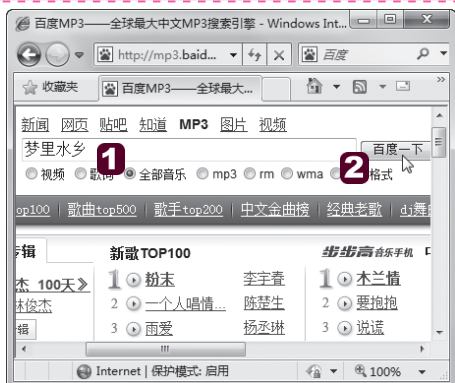 百度MP3——全球最大中文MP3搜索引擎 - Windows Int...
http://mp3.baid...
百度
收藏夹
百度MP3——全球最大...
新闻 网页 贴吧 知道 MP3 图片 视频
梦里水乡
百度一下
1
2
视频 歌词 全部音乐 mp3 rm wma 格式
op100 歌曲top500 歌手top200 中文金曲榜 经典老歌 dj舞
专辑 新歌TOP100 步步高音乐手机
杰 100天》 1 粉末 李宇春 1 木兰情
林俊杰 2 一个人唱情... 陈楚生 2 要抱抱
专辑 3 雨爱 杨丞琳 3 说谎
Internet | 保护模式: 启用
100%